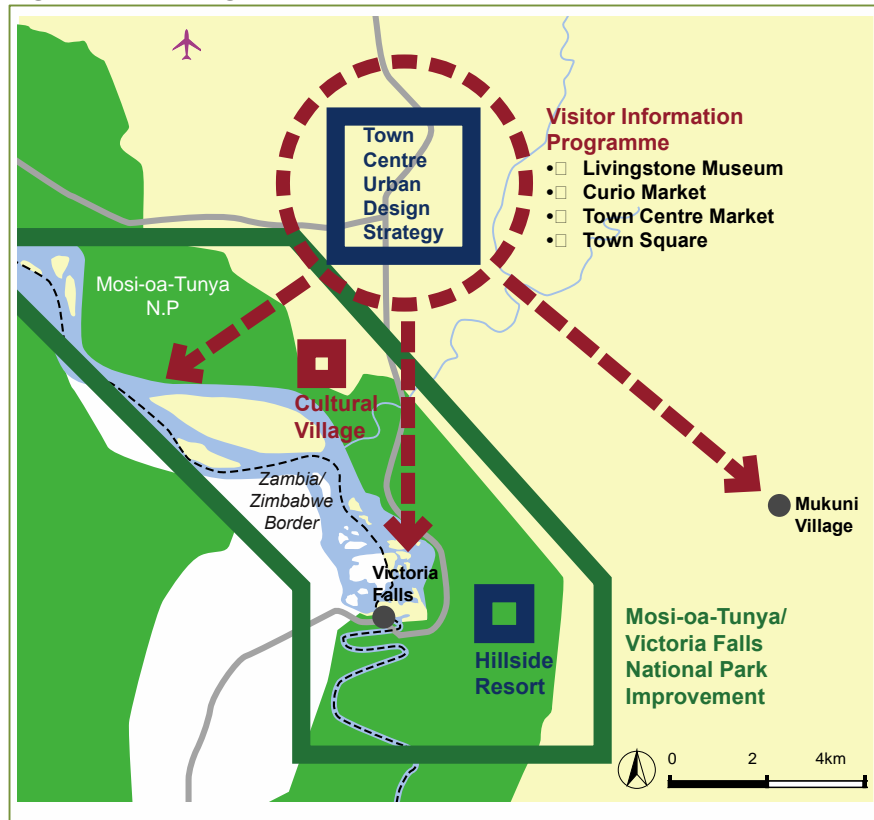 Town
Centre
Urban
Design
Strategy
Visitor Information
Programme
•□ Livingstone Museum
•□ Curio Market
•□ Town Centre Market
•□ Town Square
Mosi-oa-Tunya
N.P
Cultural
Village
Zambia/
Zimbabwe
Border
Mukuni
Village
Victoria
Falls
Hillside
Resort
Mosi-oa-Tunya/
Victoria Falls
National Park
Improvement
0 2 4km